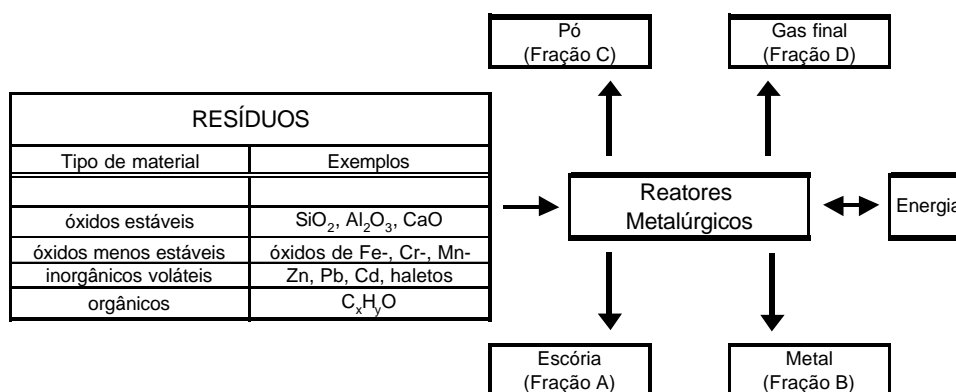 Pó
(Fração C)
Gas final
(Fração D)
RESÍDUOS
Tipo de material Exemplos
óxidos estáveis SiO₂, Al₂O₃, CaO
óxidos menos estáveis óxidos de Fe-, Cr-, Mn-
inorgânicos voláteis Zn, Pb, Cd, haletos
orgânicos CₓHᵧO
Reatores
Metalúrgicos
Energia
Escória
(Fração A)
Metal
(Fração B)